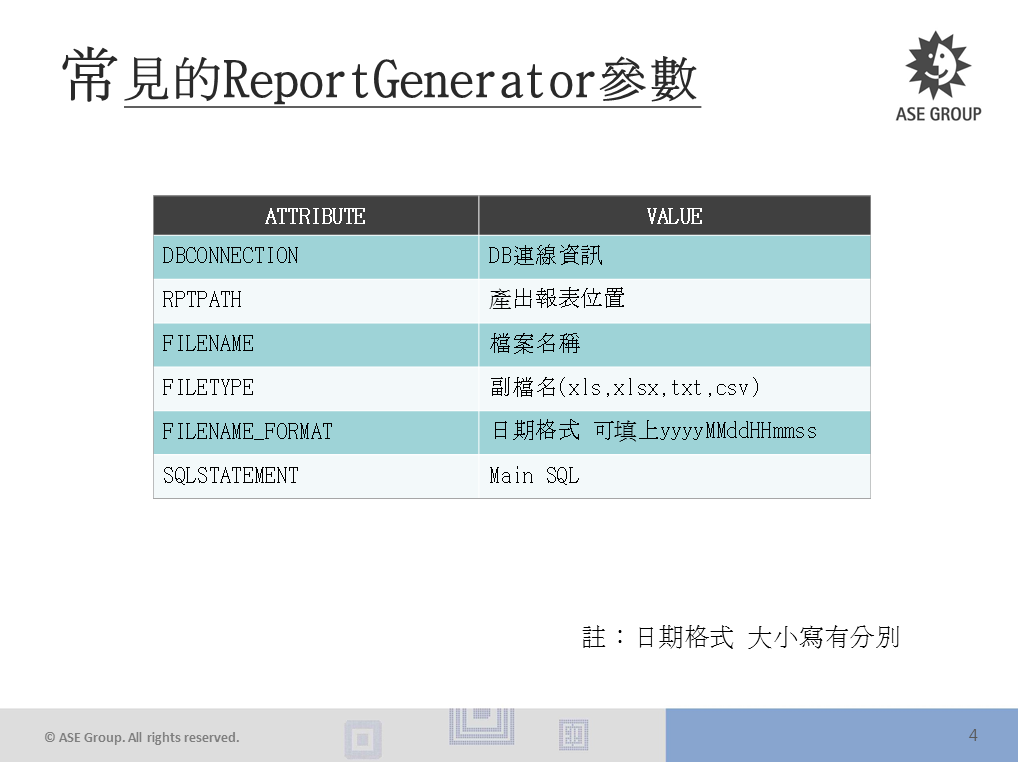 常見的ReportGenerator參數
ASE GROUP
ATTRIBUTE VALUE
DBCONNECTION DB連線資訊
RPTPATH 產出報表位置
FILENAME 檔案名稱
FILETYPE 副檔名(xls,xlsx,txt,csv)
FILENAME_FORMAT 日期格式 可填上yyyyMMddHHmmss
SQLSTATEMENT Main SQL
註：日期格式 大小寫有分別
© ASE Group. All rights reserved.
4